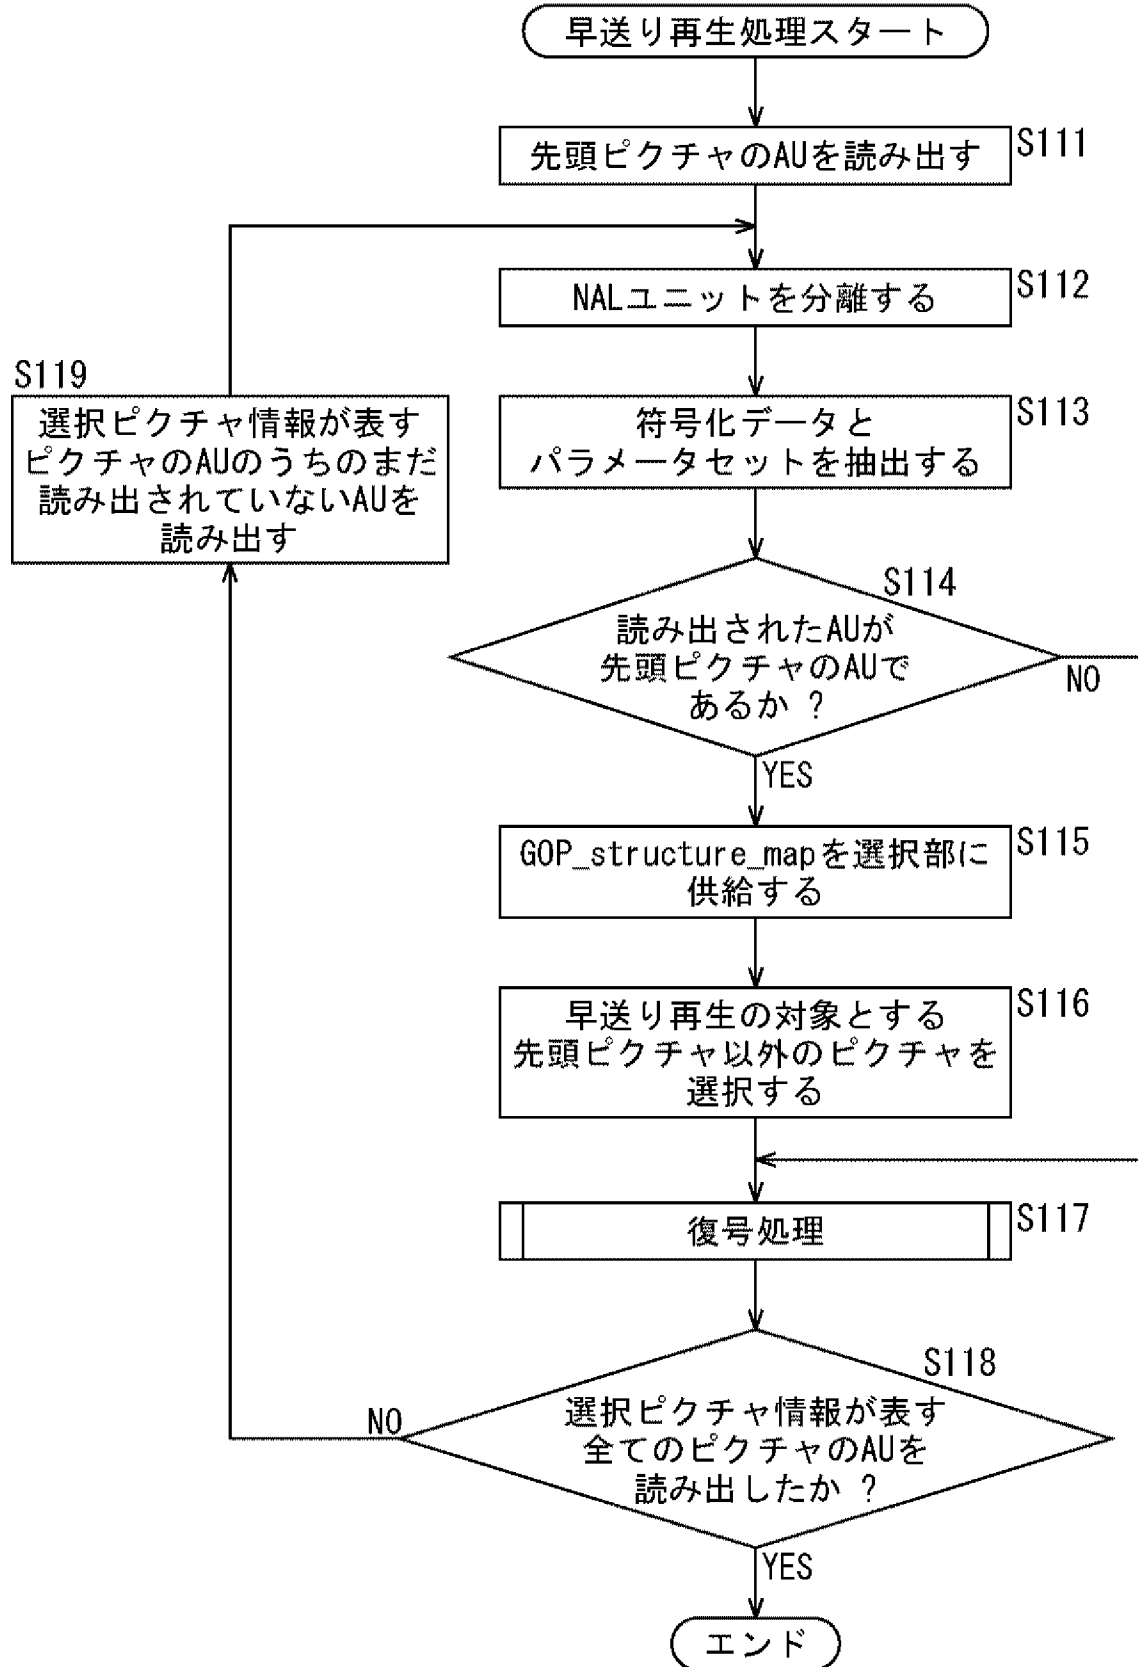 早送り再生処理スタート
先頭ピクチャのAUを読み出す
S111
NALユニットを分離する
S112
S119
選択ピクチャ情報が表す
ピクチャのAUのうちのまだ
読み出されていないAUを
読み出す
符号化データと
パラメータセットを抽出する
S113
S114
読み出されたAUが
先頭ピクチャのAUで
あるか ?
NO
YES
GOP_structure_mapを選択部に
供給する
S115
早送り再生の対象とする
先頭ピクチャ以外のピクチャを
選択する
S116
復号処理
S117
S118
選択ピクチャ情報が表す
全てのピクチャのAUを
読み出したか ?
NO
YES
エンド